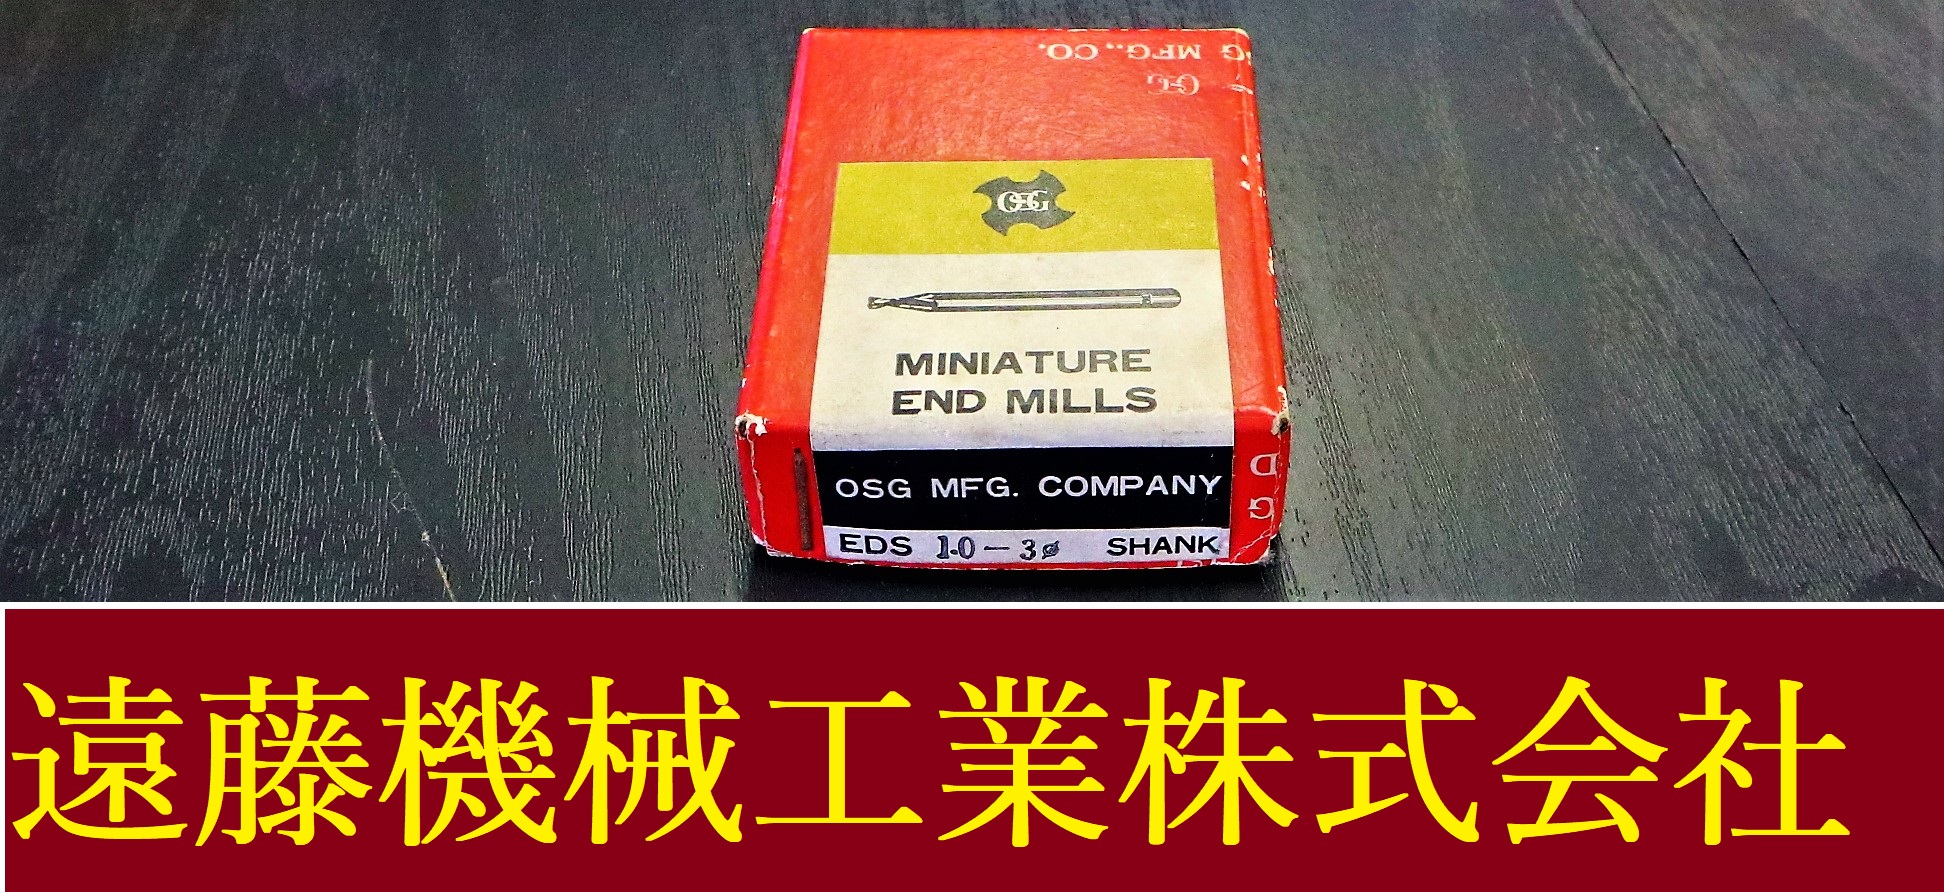 G MFG., CO.
OSG
OSG
MINIATURE
END MILLS
OSG MFG. COMPANY
EDS 1.0-3ø SHANK
遠藤機械工業株式会社